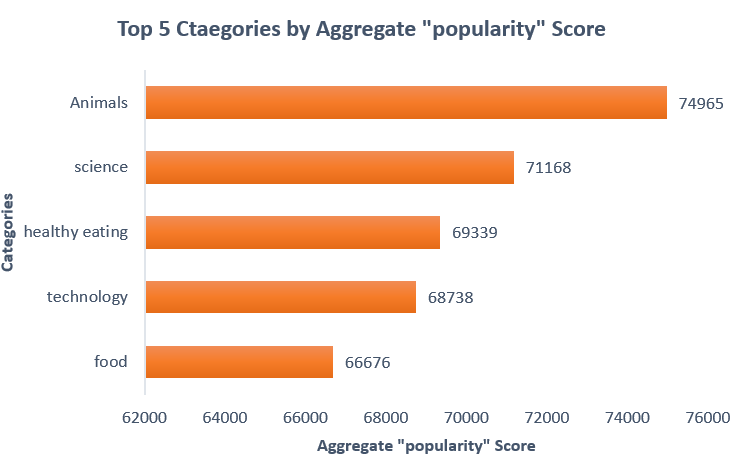 Top 5 Ctaegories by Aggregate "popularity" Score
Categories
Animals 74965
science 71168
healthy eating 69339
technology 68738
food 66676
62000 64000 66000 68000 70000 72000 74000 76000
Aggregate "popularity" Score